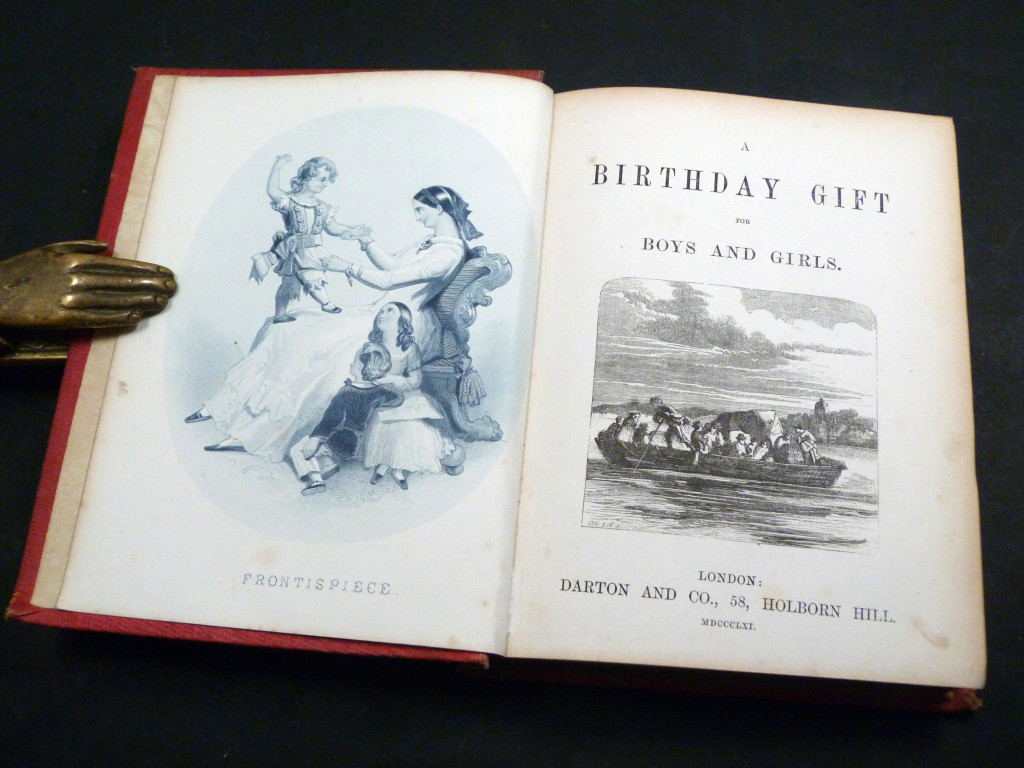 FRONTISPIECE.
A
BIRTHDAY GIFT
FOR
BOYS AND GIRLS.
LONDON:
DARTON AND CO., 58, HOLBORN HILL.
MDCCCLXI.